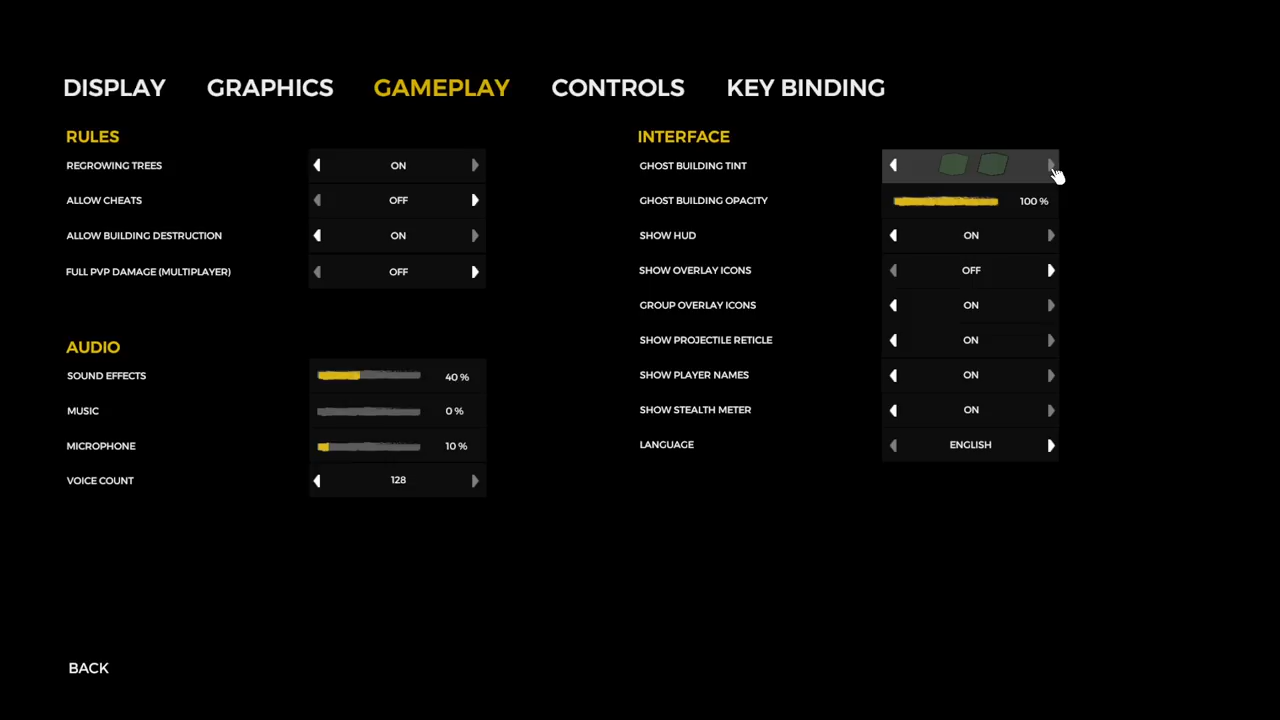 DISPLAY GRAPHICS GAMEPLAY CONTROLS KEY BINDING
RULES
REGROWING TREES ON
ALLOW CHEATS OFF
ALLOW BUILDING DESTRUCTION ON
FULL PVP DAMAGE (MULTIPLAYER) OFF
AUDIO
SOUND EFFECTS 40 %
MUSIC 0 %
MICROPHONE 10 %
VOICE COUNT 128
INTERFACE
GHOST BUILDING TINT
GHOST BUILDING OPACITY 100 %
SHOW HUD ON
SHOW OVERLAY ICONS OFF
GROUP OVERLAY ICONS ON
SHOW PROJECTILE RETICLE ON
SHOW PLAYER NAMES ON
SHOW STEALTH METER ON
LANGUAGE ENGLISH
BACK